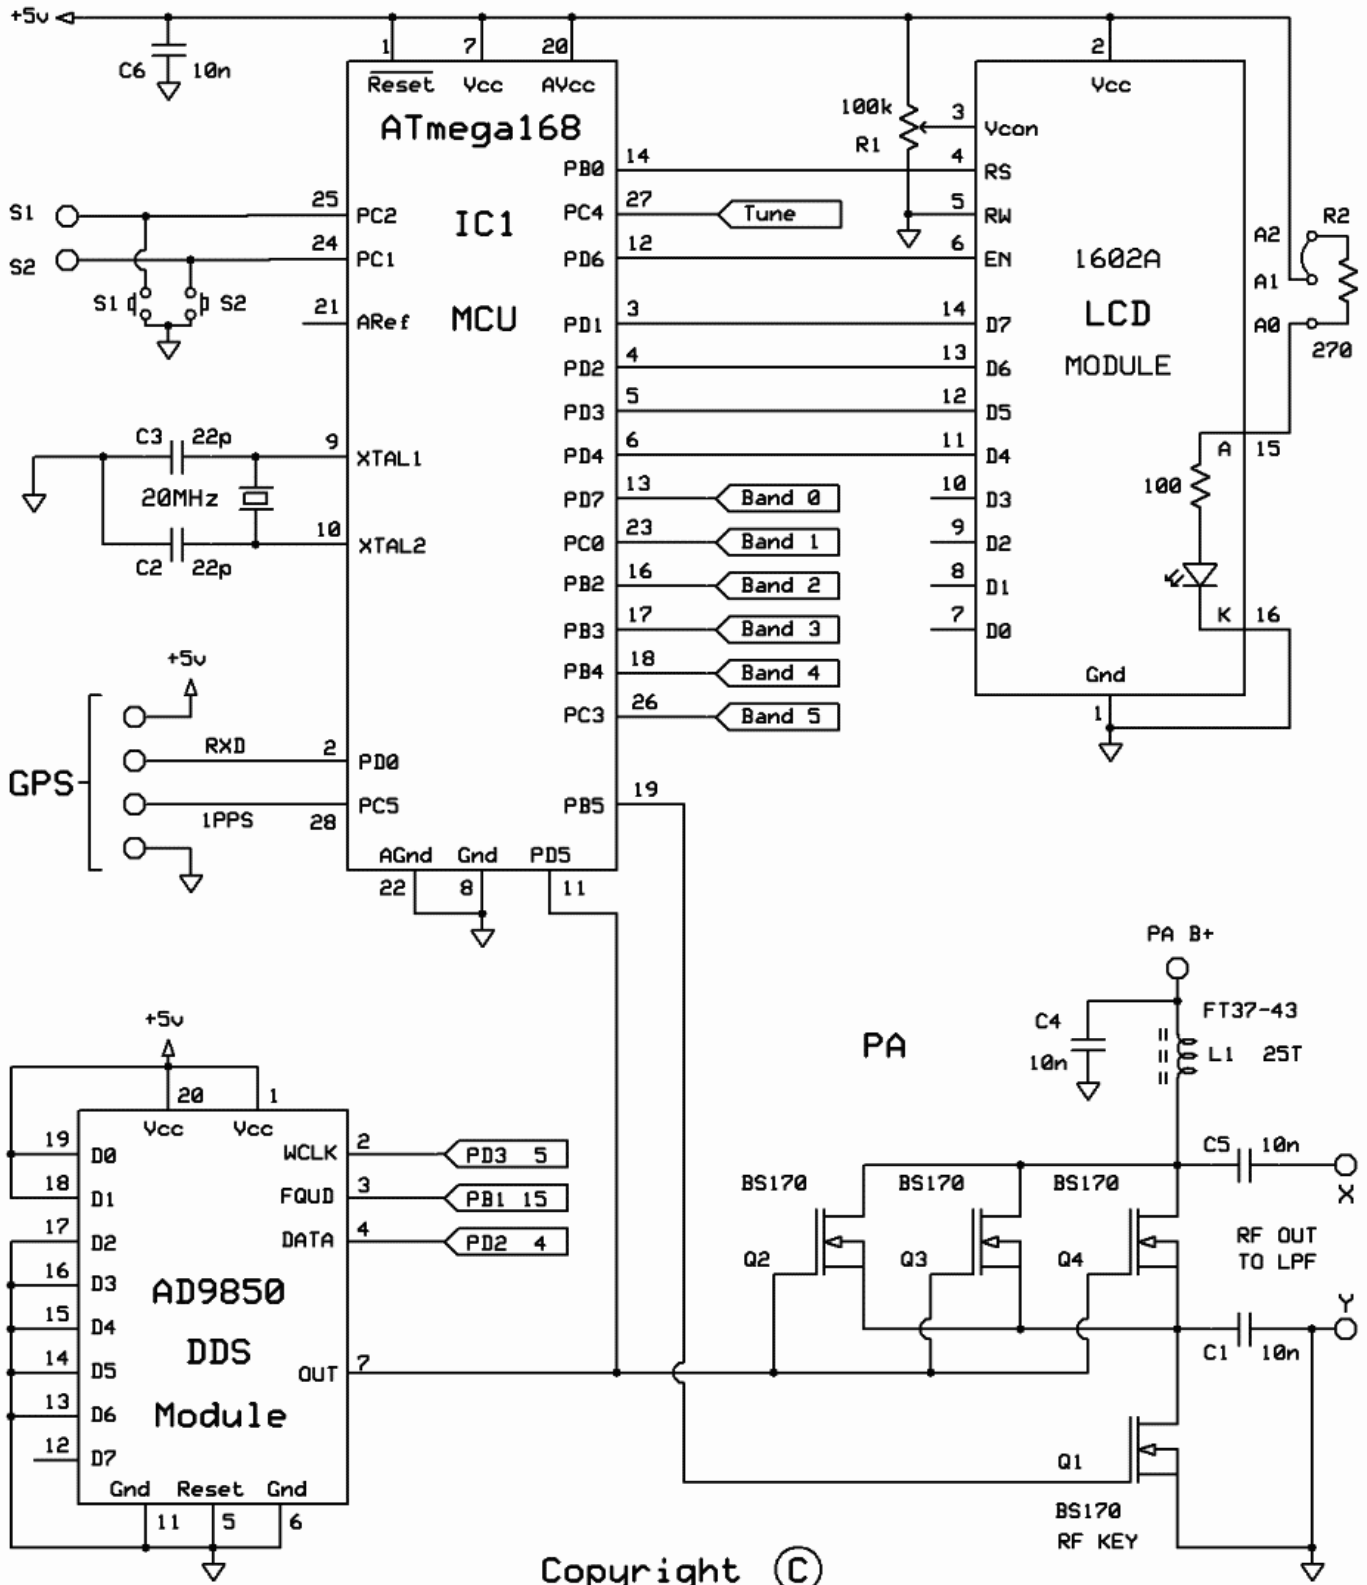 +5v
C6 10n
1 7 20
Reset Vcc AVcc
ATmega168
IC1
MCU
S1 25 PC2
S2 24 PC1
S1 S2
21 ARef
C3 22p 9 XTAL1
20MHz
C2 22p 10 XTAL2
+5v
GPS
RXD 2 PD0
1PPS 28 PC5
AGnd Gnd PD5
22 8 11
PB0 14
PC4 27 Tune
PD6 12
PD1 3
PD2 4
PD3 5
PD4 6
PD7 13 Band 0
PC0 23 Band 1
PB2 16 Band 2
PB3 17 Band 3
PB4 18 Band 4
PC3 26 Band 5
PB5 19
100k
R1
2
Vcc
3 Vcon
4 RS
5 RW
6 EN
14 D7
13 D6
12 D5
11 D4
10 D3
9 D2
8 D1
7 D0
1602A
LCD
MODULE
A2 R2
A1
A0
270
A 15
100
K 16
Gnd
1
+5v
20 1
Vcc Vcc
19 D0
18 D1
17 D2
16 D3
15 D4
14 D5
13 D6
12 D7
AD9850
DDS
Module
WCLK 2 PD3 5
FQUD 3 PB1 15
DATA 4 PD2 4
OUT 7
Gnd Reset Gnd
11 5 6
PA
PA B+
C4
10n
FT37-43
L1 25T
C5 10n
X
BS170 BS170 BS170
Q2 Q3 Q4
RF OUT
TO LPF
Y
C1 10n
Q1
BS170
RF KEY
Copyright ©